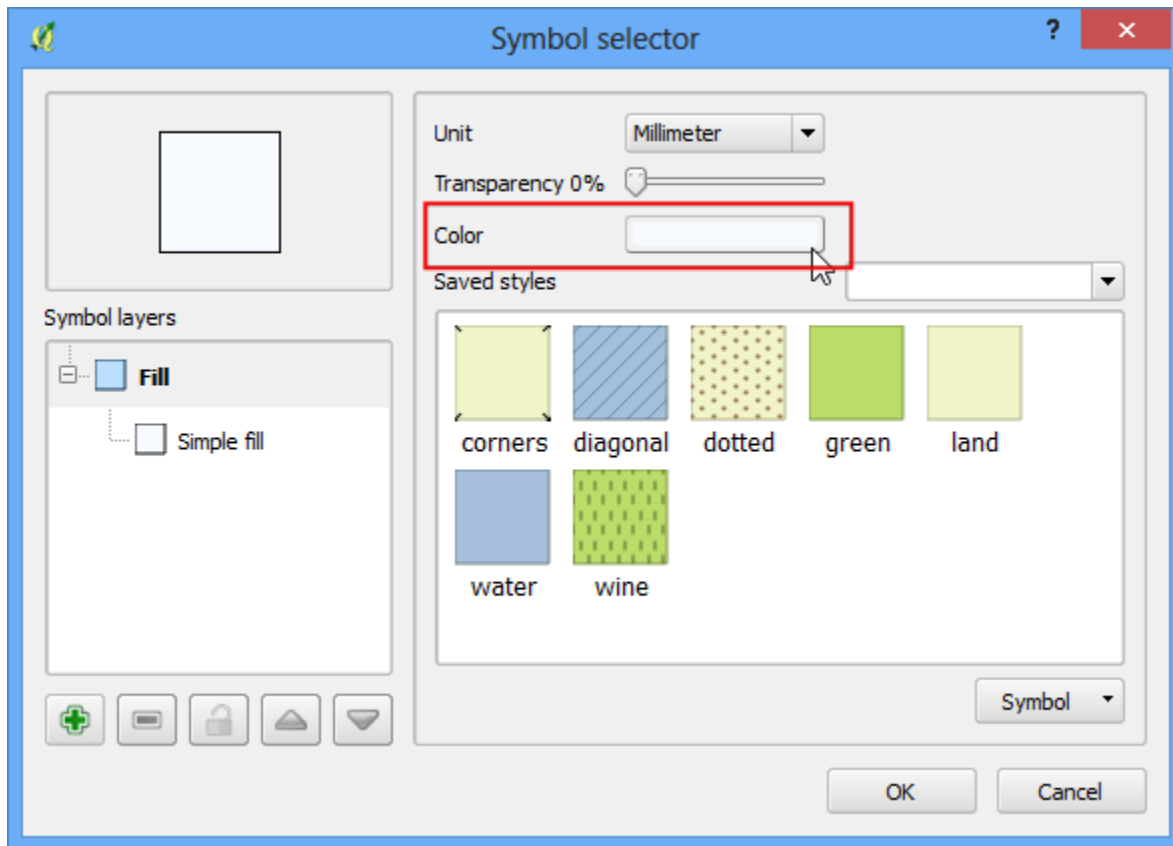 Symbol selector
?
Unit
Millimeter
Transparency 0%
Color
Saved styles
Symbol layers
Fill
Simple fill
corners diagonal dotted green land
water wine
Symbol
OK Cancel